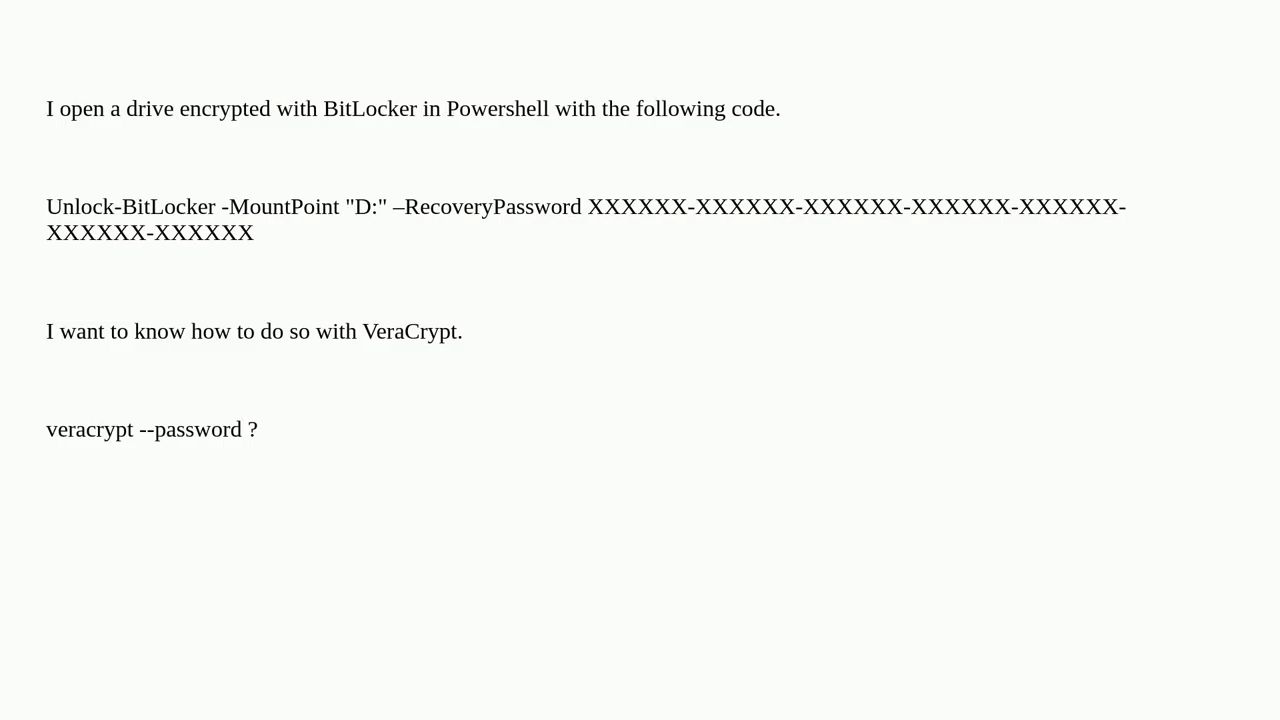 I open a drive encrypted with BitLocker in Powershell with the following code.
Unlock-BitLocker -MountPoint "D:" –RecoveryPassword XXXXXX-XXXXXX-XXXXXX-XXXXXX-XXXXXX-
XXXXXX-XXXXXX
I want to know how to do so with VeraCrypt.
veracrypt --password ?